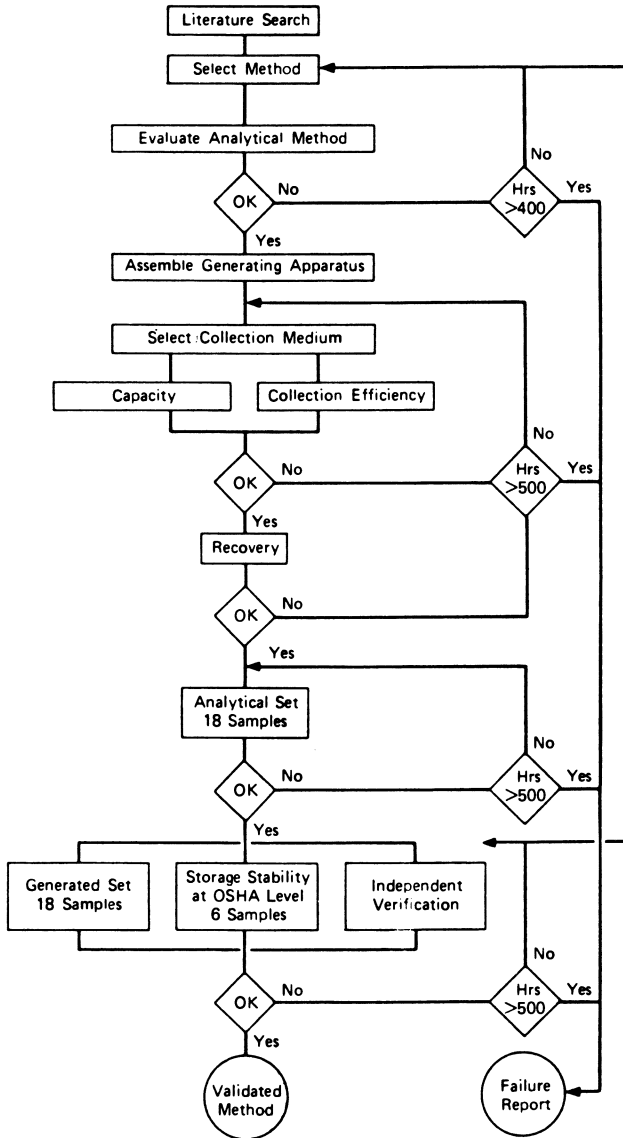 Literature Search
Select Method
Evaluate Analytical Method
No
OK
No
Hrs
>400
Yes
Yes
Assemble Generating Apparatus
Select Collection Medium
Capacity
Collection Efficiency
No
OK
No
Hrs
>500
Yes
Yes
Recovery
OK
No
Yes
Analytical Set
18 Samples
No
OK
No
Hrs
>500
Yes
Yes
Generated Set
18 Samples
Storage Stability
at OSHA Level
6 Samples
Independent
Verification
No
OK
No
Hrs
>500
Yes
Yes
Validated
Method
Failure
Report